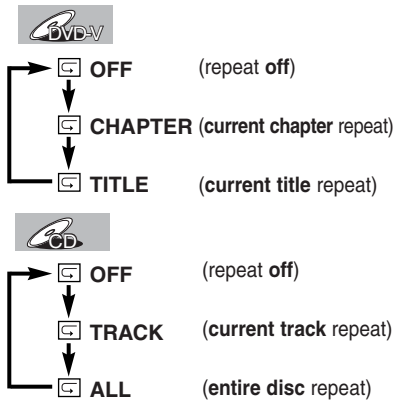 DVD-V
OFF (repeat off)
CHAPTER (current chapter repeat)
TITLE (current title repeat)
CD
OFF (repeat off)
TRACK (current track repeat)
ALL (entire disc repeat)